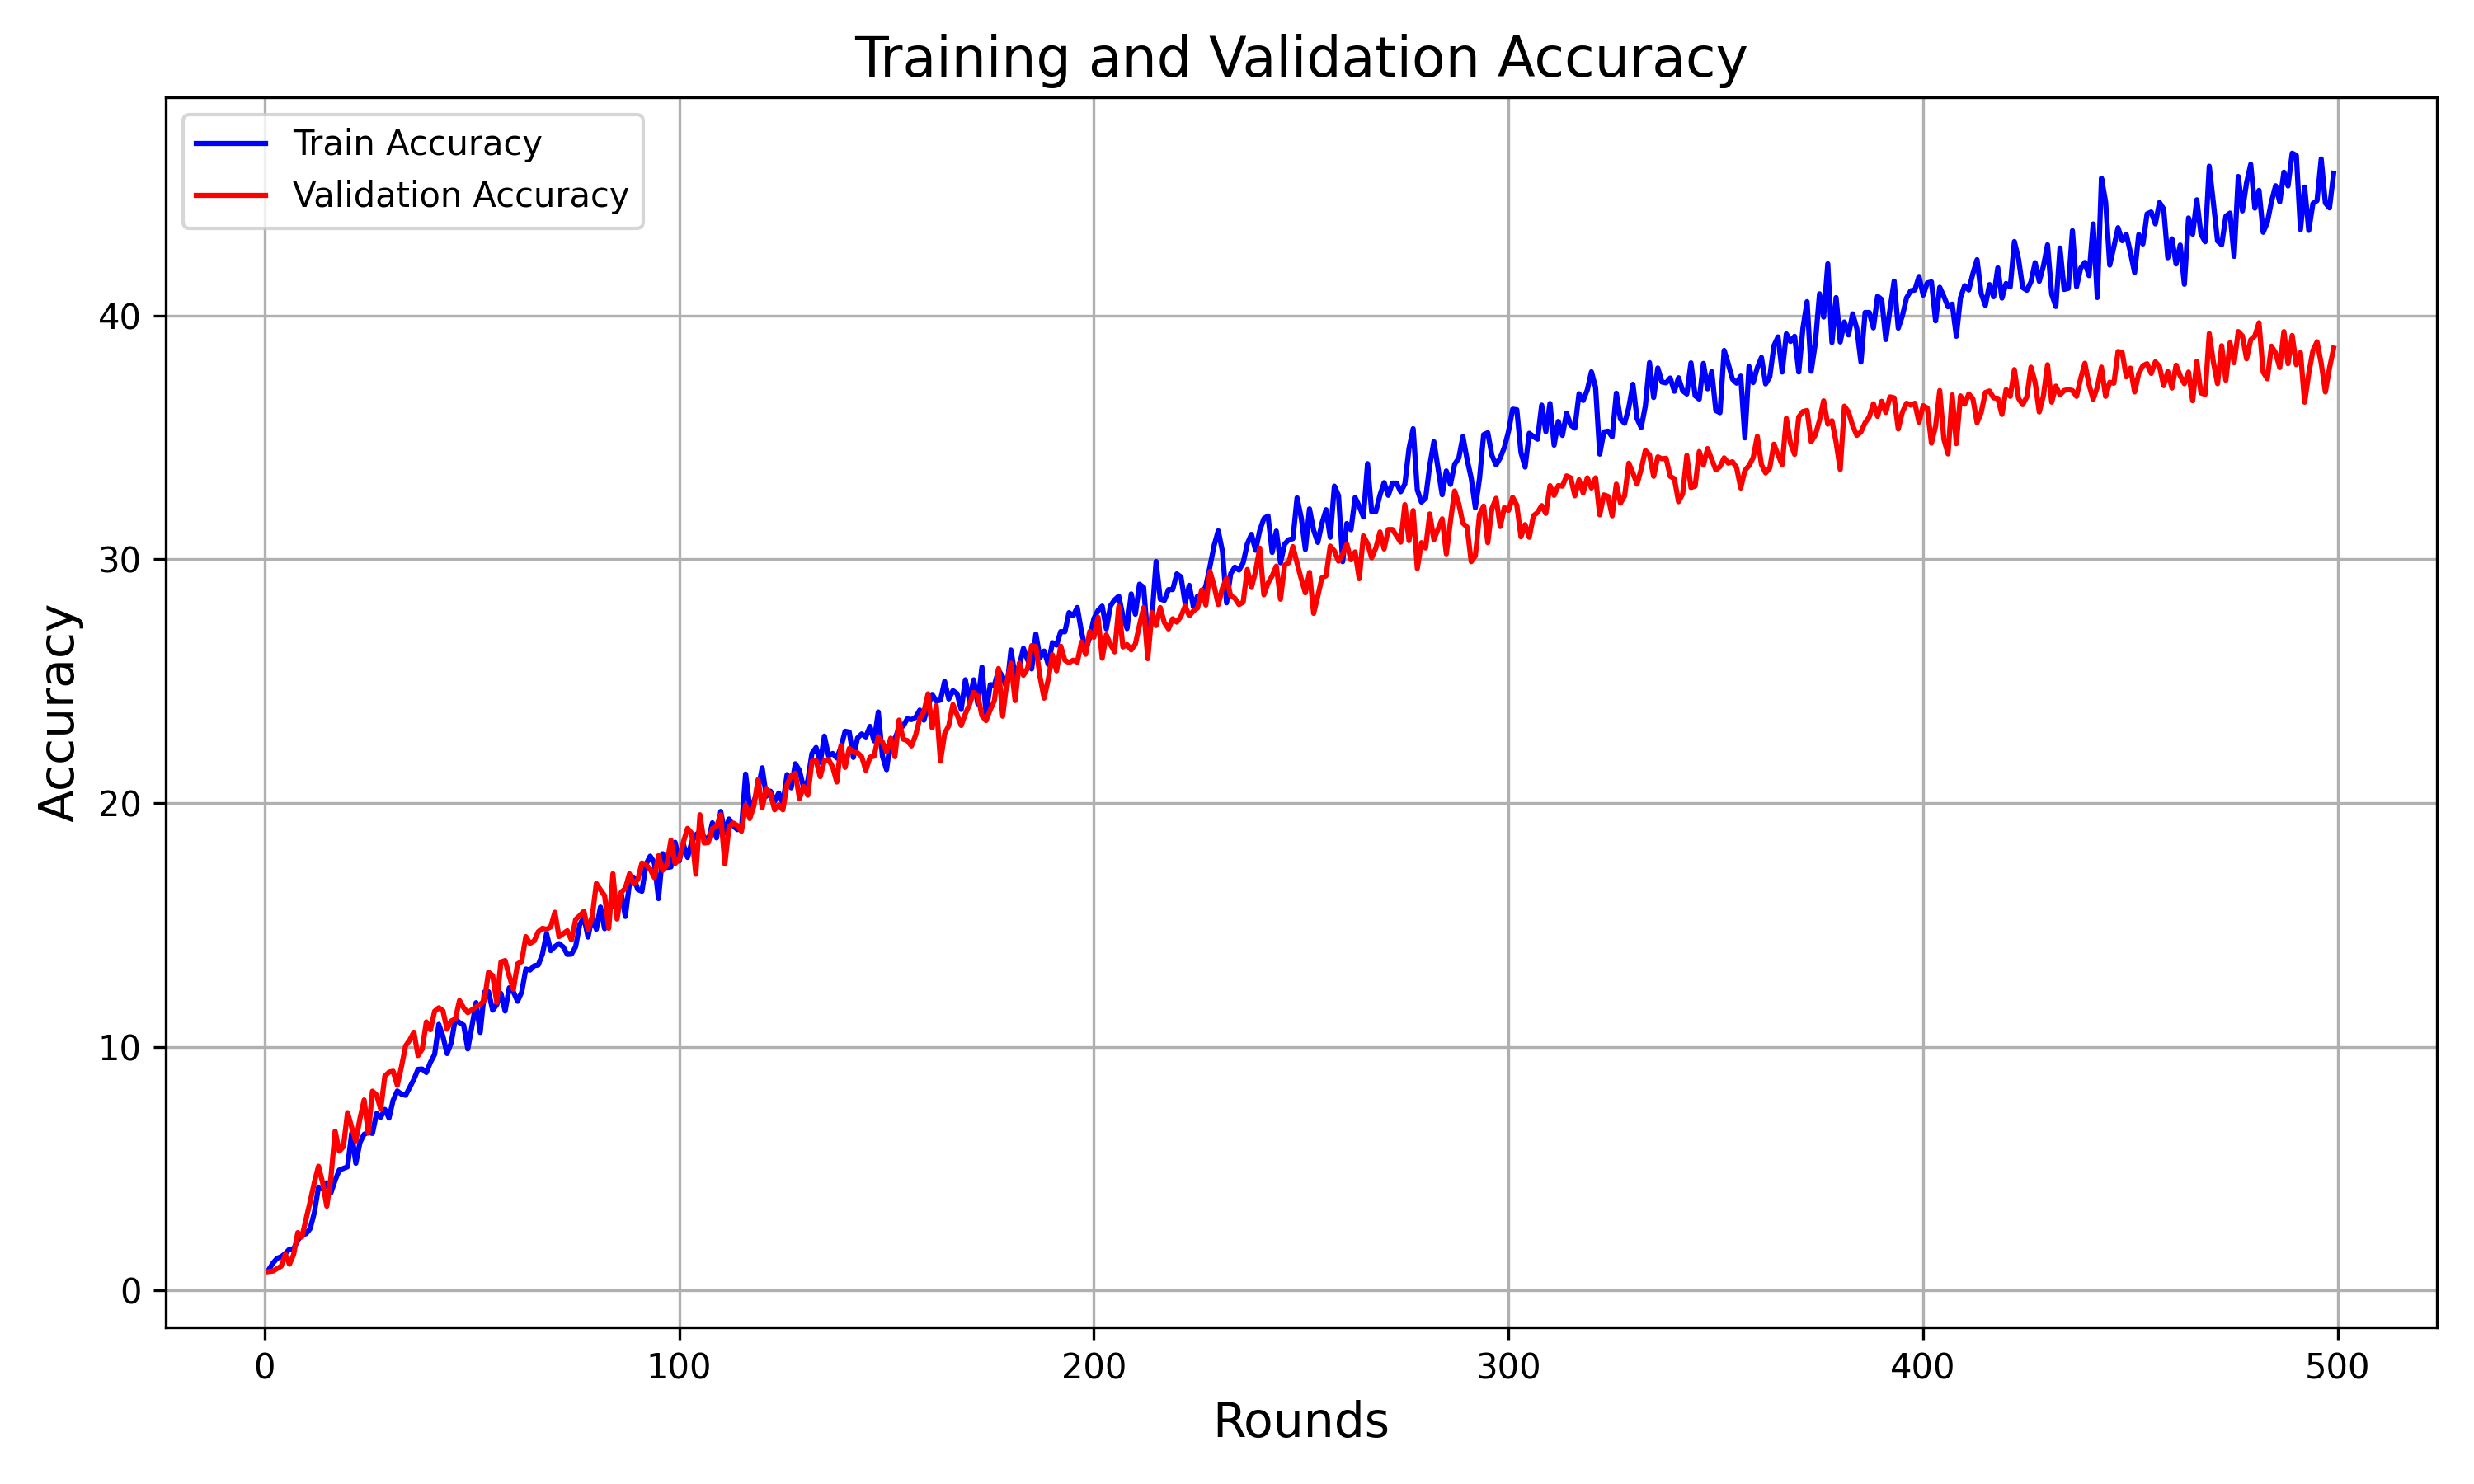 Training and Validation Accuracy
Train Accuracy
Validation Accuracy
Accuracy
40
30
20
10
0
0 100 200 300 400 500
Rounds